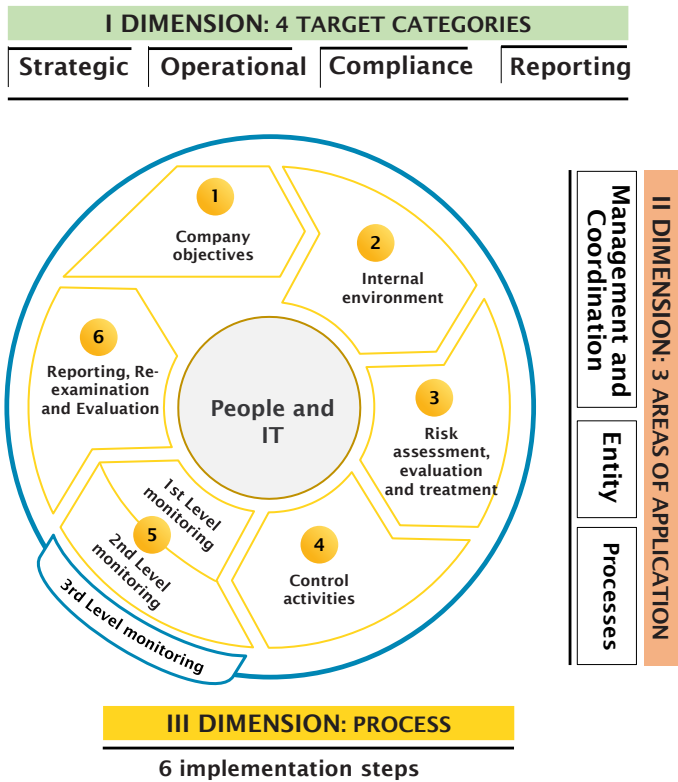 I DIMENSION: 4 TARGET CATEGORIES
Strategic
Operational
Compliance
Reporting
1
Company
objectives
2
Internal
environment
3
Risk
assessment,
evaluation
and treatment
4
Control
activities
5
1st Level
monitoring
2nd Level
monitoring
3rd Level monitoring
6
Reporting, Re-
examination
and Evaluation
People and
IT
II DIMENSION: 3 AREAS OF APPLICATION
Management and
Coordination
Entity
Processes
III DIMENSION: PROCESS
6 implementation steps